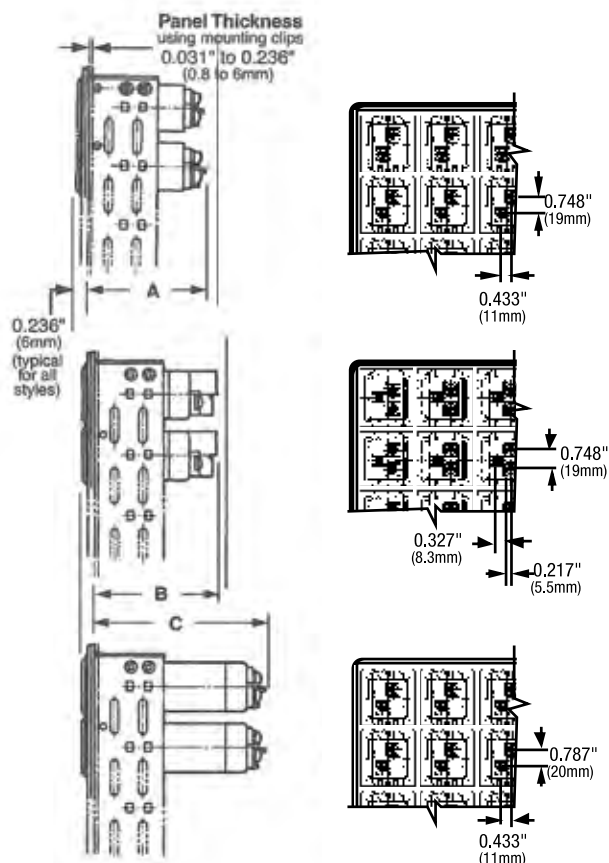 Panel Thickness
using mounting clips
0.031" to 0.236"
(0.8 to 6mm)
0.748"
(19mm)
A
0.433"
(11mm)
0.236"
(6mm)
(typical
for all
styles)
0.748"
(19mm)
0.327"
(8.3mm)
0.217"
(5.5mm)
B
C
0.787"
(20mm)
0.433"
(11mm)